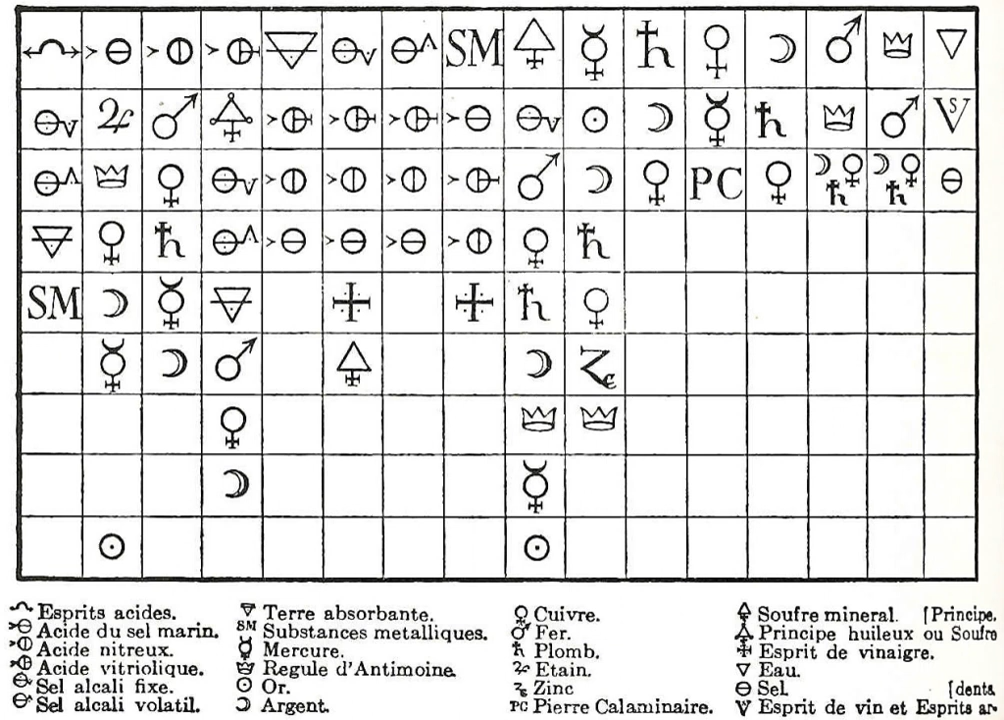 SM
SV
PC
SM
Esprits acides.
Acide du sel marin.
Acide nitreux.
Acide vitriolique.
Sel alcali fixe.
Sel alcali volatil.
Terre absorbante.
SM Substances metalliques.
Mercure.
Regule d'Antimoine
Or.
Argent.
Cuivre.
Fer.
Plomb.
Etain.
Zinc
PC Pierre Calaminaire.
Soufre mineral. [Principe.
Principe huileux ou Soufre
Esprit de vinaigre.
Eau.
Sel [dents
Esprit de vin et Esprits ar-